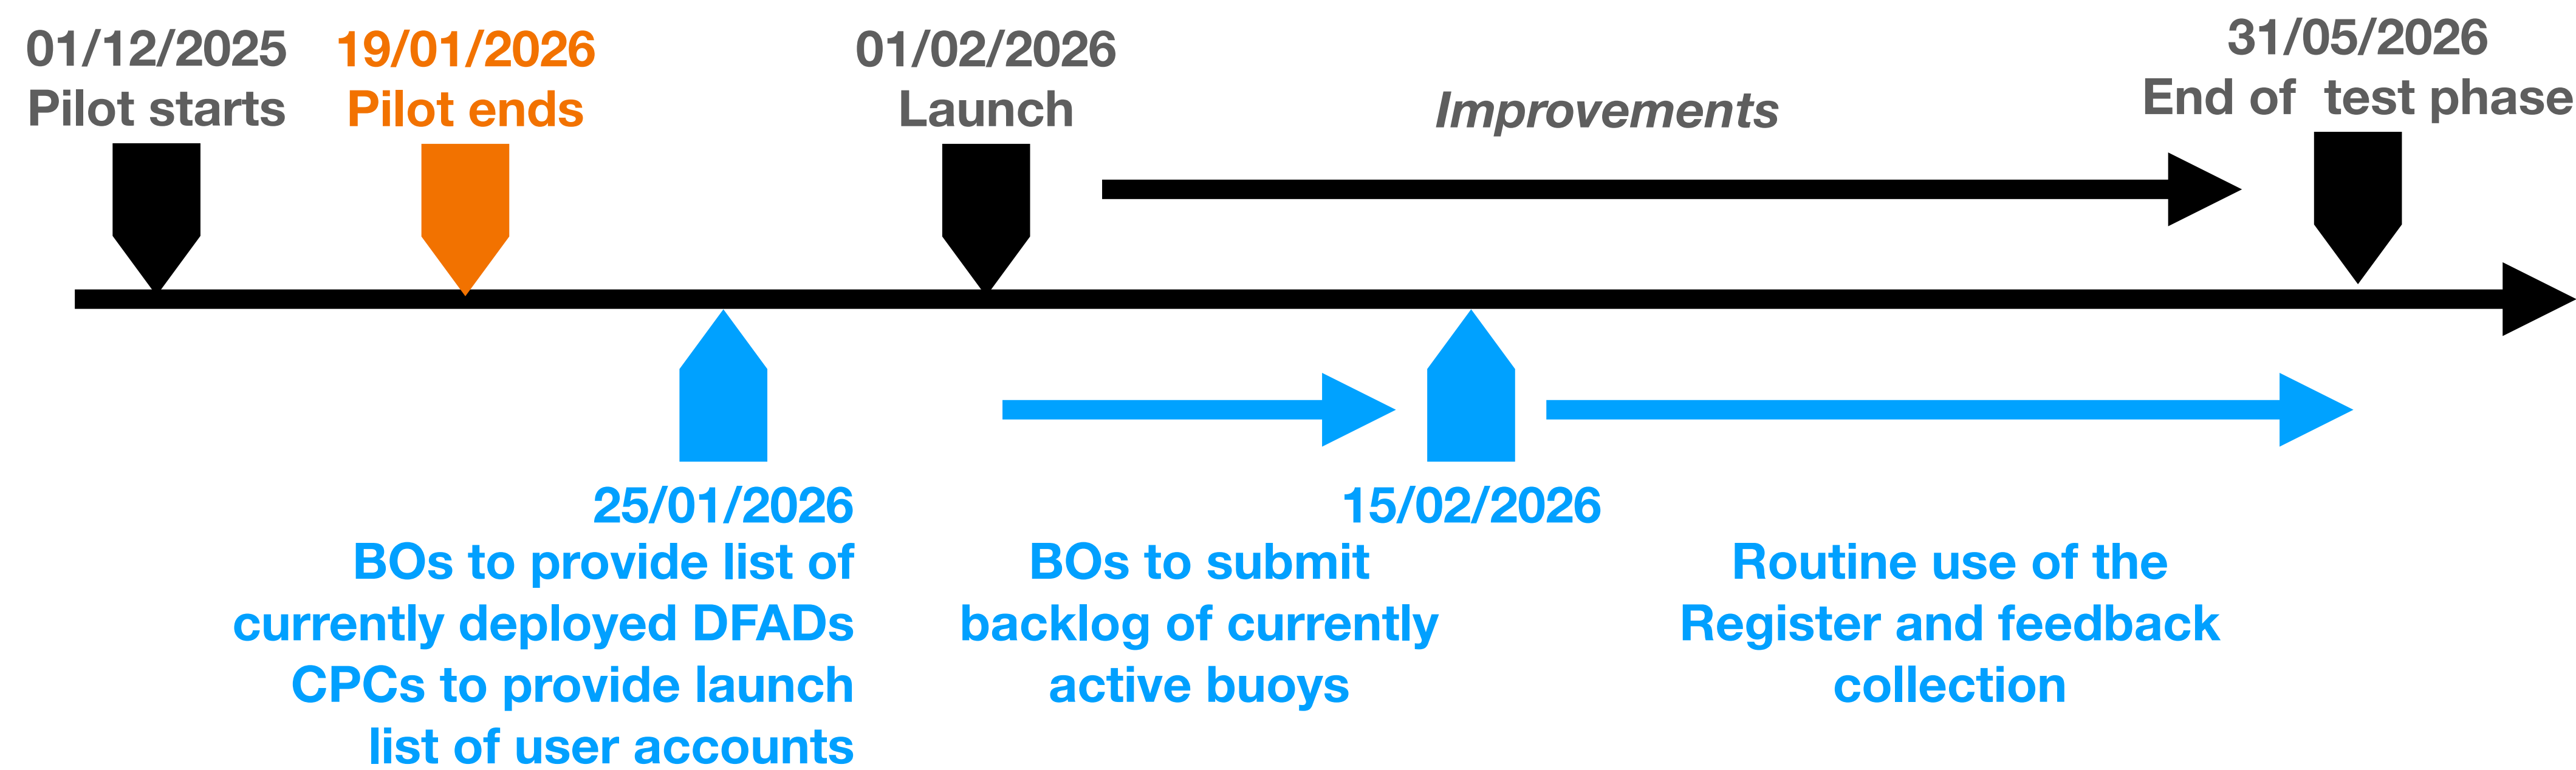 01/12/2025
Pilot starts
19/01/2026
Pilot ends
01/02/2026
Launch
Improvements
31/05/2026
End of  test phase
25/01/2026
BOs to provide list of
currently deployed DFADs
CPCs to provide launch
list of user accounts
BOs to submit
backlog of currently
active buoys
15/02/2026
Routine use of the
Register and feedback
collection